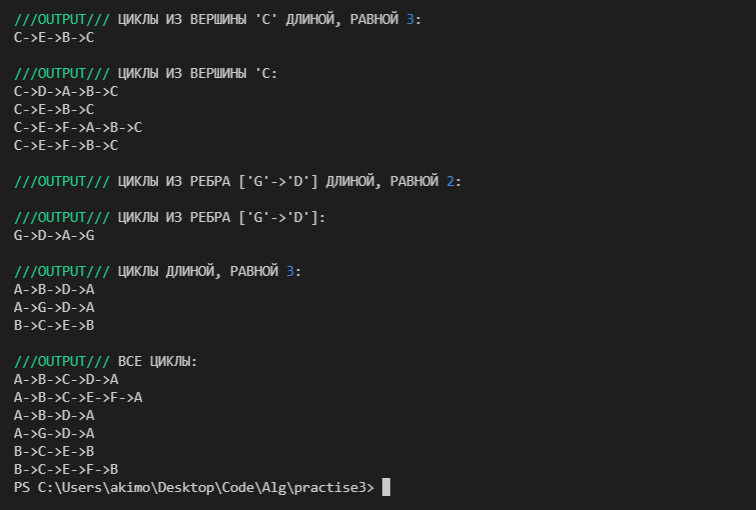 ///OUTPUT/// ЦИКЛЫ ИЗ ВЕРШИНЫ 'C' ДЛИНОЙ, РАВНОЙ 3:
C->E->B->C
///OUTPUT/// ЦИКЛЫ ИЗ ВЕРШИНЫ 'C:
C->D->A->B->C
C->E->B->C
C->E->F->A->B->C
C->E->F->B->C
///OUTPUT/// ЦИКЛЫ ИЗ РЕБРА ['G'->'D'] ДЛИНОЙ, РАВНОЙ 2:
///OUTPUT/// ЦИКЛЫ ИЗ РЕБРА ['G'->'D']:
G->D->A->G
///OUTPUT/// ЦИКЛЫ ДЛИНОЙ, РАВНОЙ 3:
A->B->D->A
A->G->D->A
B->C->E->B
///OUTPUT/// ВСЕ ЦИКЛЫ:
A->B->C->D->A
A->B->C->E->F->A
A->B->D->A
A->G->D->A
B->C->E->B
B->C->E->F->B
PS C:\Users\akimo\Desktop\Code\Alg\practise3>